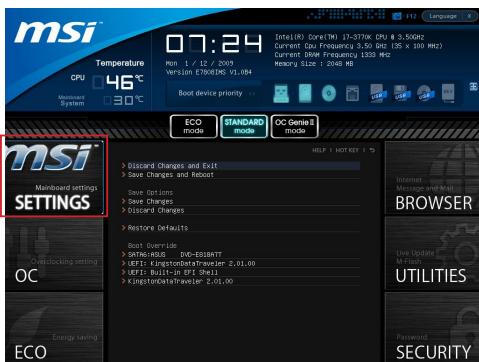 msi
F12 Language X
07:24
Intel(R) Core(TM) i7-3770K CPU @ 3.50GHz
Current Cpu Frequency 3.50 GHz (35 x 100 MHz)
Current DRAM Frequency 1333 MHz
Memory Size : 2048 MB
Temperature
Mon 1 / 12 / 2009
Version E7808IMS V1.0B4
CPU 46°C
Mainboard
System 30°C
Boot device priority
ECO
mode
STANDARD
mode
OC Genie II
mode
HELP | HOT KEY |
msi
Mainboard settings
SETTINGS
Overclocking setting
OC
Energy saving
ECO
Discard Changes and Exit
Save Changes and Reboot
Save Options
Save Changes
Discard Changes
Restore Defaults
Boot Override
SATA6:ASUS DVD-E818ATT
UEFI: KingstonDataTraveler 2.01.00
UEFI: Built-in EFI Shell
KingstonDataTraveler 2.01.00
Internet
Message and Mail
BROWSER
Live Update
M-Flash
UTILITIES
Password
SECURITY